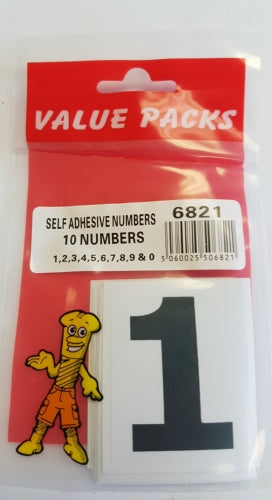 VALUE PACKS
SELF ADHESIVE NUMBERS
10 NUMBERS
1,2,3,4,5,6,7,8,9 & 0
6821
5 060025 506821
1